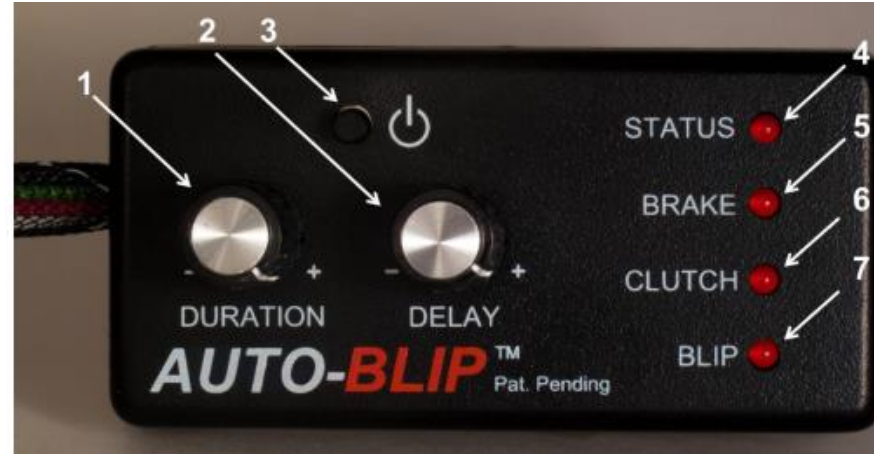 1
2
3
4
5
6
7
STATUS
BRAKE
CLUTCH
BLIP
- +
- +
DURATION
DELAY
AUTO-BLIP™
Pat. Pending